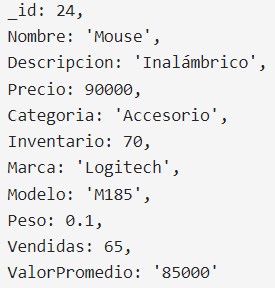 _id: 24,
Nombre: 'Mouse',
Descripcion: 'Inalámbrico',
Precio: 90000,
Categoria: 'Accesorio',
Inventario: 70,
Marca: 'Logitech',
Modelo: 'M185',
Peso: 0.1,
Vendidas: 65,
ValorPromedio: '85000'